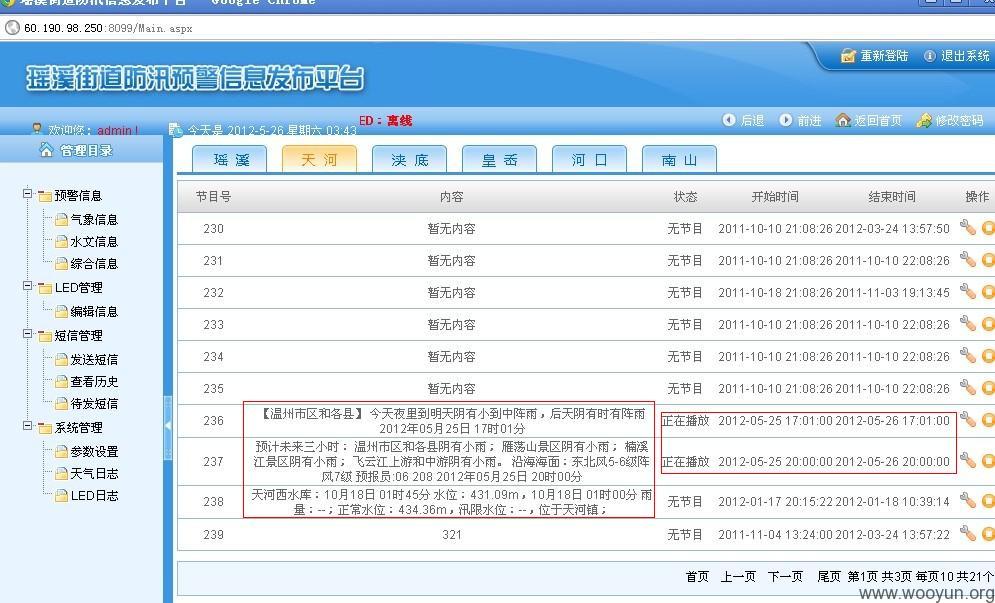 瑶溪街道防汛信息发布平台 - Google Chrome
60.190.98.250:8099/Main.aspx
瑶溪街道防汛预警信息发布平台
重新登陆 退出系统
欢迎您：admin！ 今天是 2012-5-26 星期六 03:43 ED：离线 后退 前进 返回首页 修改密码
管理目录
预警信息
气象信息
水文信息
综合信息
LED管理
编辑信息
短信管理
发送短信
查看历史
待发短信
系统管理
参数设置
天气日志
LED日志
瑶 溪 天 河 浃 底 皇 岙 河 口 南 山
节目号 内容 状态 开始时间 结束时间 操作
230 暂无内容 无节目 2011-10-10 21:08:26 2012-03-24 13:57:50
231 暂无内容 无节目 2011-10-10 21:08:26 2011-10-10 22:08:26
232 暂无内容 无节目 2011-10-18 21:08:26 2011-11-03 19:13:45
233 暂无内容 无节目 2011-10-10 21:08:26 2011-10-10 22:08:26
234 暂无内容 无节目 2011-10-10 21:08:26 2011-10-10 22:08:26
235 暂无内容 无节目 2011-10-10 21:08:26 2011-10-10 22:08:26
236 【温州市区和各县】 今天夜里到明天阴有小到中阵雨，后天阴有时有阵雨
2012年05月25日 17时01分 正在播放 2012-05-25 17:01:00 2012-05-26 17:01:00
237 预计未来三小时： 温州市区和各县阴有小雨； 雁荡山景区阴有小雨； 楠溪
江景区阴有小雨； 飞云江上游和中游阴有小雨。 沿海海面：东北风5-6级阵
风7级 预报员:06 208 2012年05月25日 20时00分 正在播放 2012-05-25 20:00:00 2012-05-26 20:00:00
238 天河西水库：10月18日 01时45分 水位：431.09m，10月18日 01时00分 雨
量：--；正常水位：434.36m，汛限水位：--，位于天河镇； 无节目 2012-01-17 20:15:22 2012-01-18 10:39:14
239 321 无节目 2011-11-04 13:24:00 2012-03-24 13:57:22
首页 上一页 下一页 尾页 第1页 共3页 每页10 共21个
www.wooyun.org